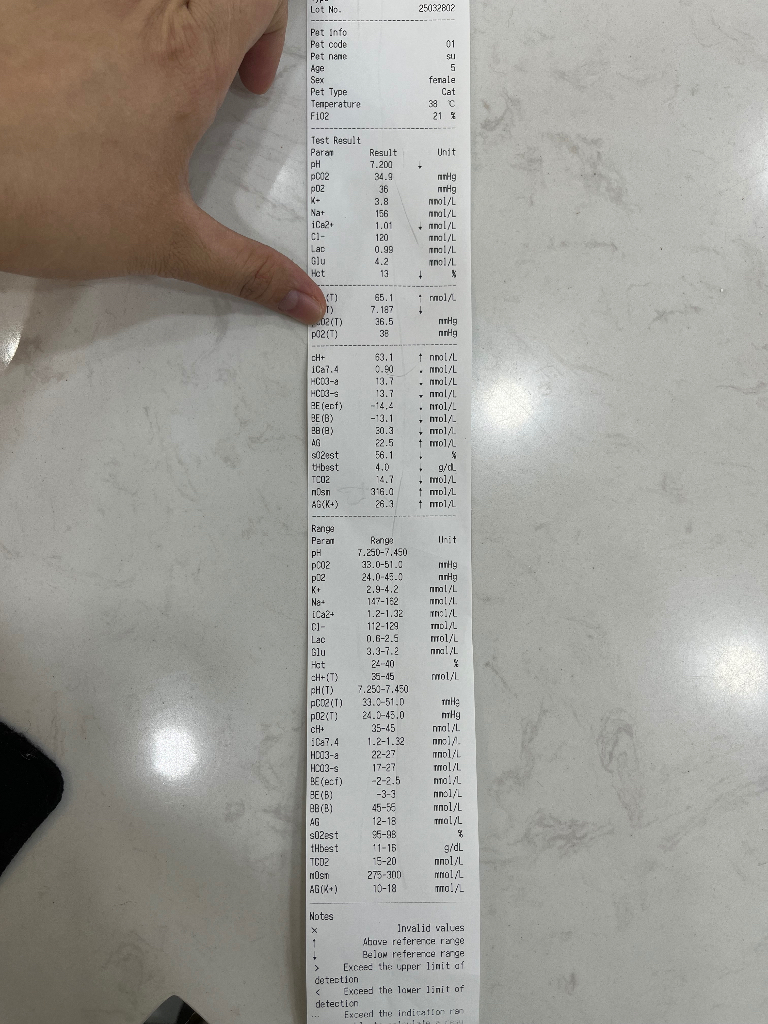 Lot No. 25032802
Pet Info
Pet code 01
Pet name su
Age 5
Sex female
Pet Type Cat
Temperature 38 °C
FiO2 21 %
Test Result
Param Result Unit
pH 7.200 ↓
pCO2 34.9 mmHg
pO2 36 mmHg
K+ 3.8 mmol/L
Na+ 156 mmol/L
iCa2+ 1.01 ↓ mmol/L
Cl- 120 mmol/L
Lac 0.99 mmol/L
Glu 4.2 mmol/L
Hct 13 ↓ %
(T) 65.1 ↑ nmol/L
(T) 7.187 ↓
pCO2(T) 36.5 mmHg
pO2(T) 38 mmHg
cH+ 63.1 ↑ nmol/L
iCa7.4 0.90 ↓ mmol/L
HCO3-a 13.7 ↓ mmol/L
HCO3-s 13.7 ↓ mmol/L
BE(ecf) -14.4 ↓ mmol/L
BE(B) -13.1 ↓ mmol/L
BB(B) 30.3 ↓ mmol/L
AG 22.5 ↑ mmol/L
sO2est 56.1 ↓ %
tHbest 4.0 ↓ g/dL
TCO2 14.7 ↓ mmol/L
mOsm 316.0 ↑ mmol/L
AG(K+) 26.3 ↑ mmol/L
Range
Param Range Unit
pH 7.250-7.450
pCO2 33.0-51.0 mmHg
pO2 24.0-45.0 mmHg
K+ 2.9-4.2 mmol/L
Na+ 147-162 mmol/L
iCa2+ 1.2-1.32 mmol/L
Cl- 112-129 mmol/L
Lac 0.6-2.5 mmol/L
Glu 3.3-7.2 mmol/L
Hct 24-40 %
cH+(T) 35-45 nmol/L
pH(T) 7.250-7.450
pCO2(T) 33.0-51.0 mmHg
pO2(T) 24.0-45.0 mmHg
cH+ 35-45 nmol/L
iCa7.4 1.2-1.32 mmol/L
HCO3-a 22-27 mmol/L
HCO3-s 17-27 mmol/L
BE(ecf) -2-2.5 mmol/L
BE(B) -3-3 mmol/L
BB(B) 45-55 mmol/L
AG 12-18 mmol/L
sO2est 95-98 %
tHbest 11-16 g/dL
TCO2 15-20 mmol/L
mOsm 275-300 mmol/L
AG(K+) 10-18 mmol/L
Notes
× Invalid values
↑ Above reference range
↓ Below reference range
> Exceed the upper limit of
detection
< Exceed the lower limit of
detection
... Exceed the indication ran